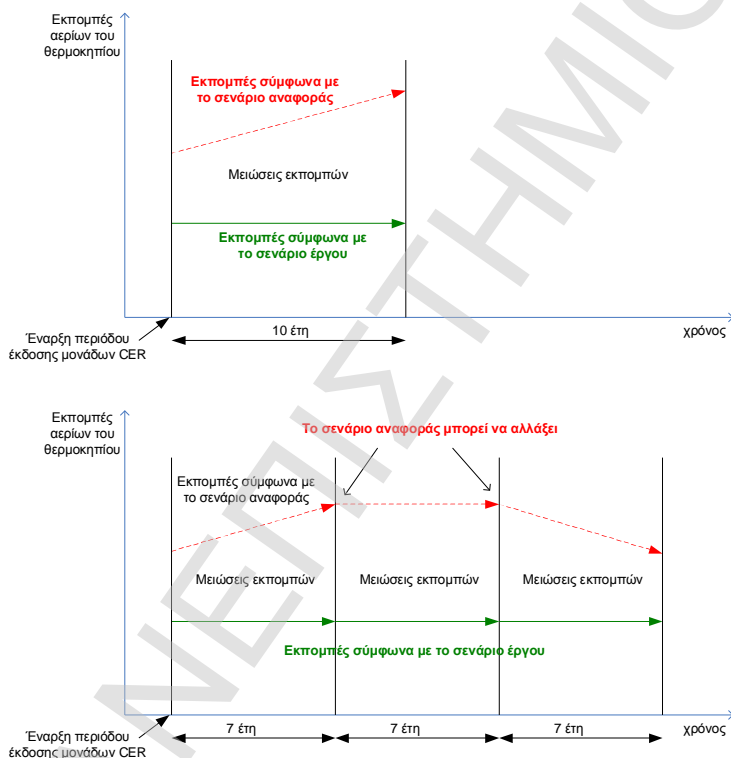 Εκπομπές
αερίων του
θερμοκηπίου
Εκπομπές σύμφωνα με
το σενάριο αναφοράς
Μειώσεις εκπομπών
Εκπομπές σύμφωνα με
το σενάριο έργου
Έναρξη περιόδου
έκδοσης μονάδων CER
10 έτη
χρόνος
Εκπομπές
αερίων του
θερμοκηπίου
Το σενάριο αναφοράς μπορεί να αλλάξει
Εκπομπές σύμφωνα με
το σενάριο αναφοράς
Μειώσεις εκπομπών
Μειώσεις εκπομπών
Μειώσεις εκπομπών
Εκπομπές σύμφωνα με το σενάριο έργου
Έναρξη περιόδου
έκδοσης μονάδων CER
7 έτη
7 έτη
7 έτη
χρόνος